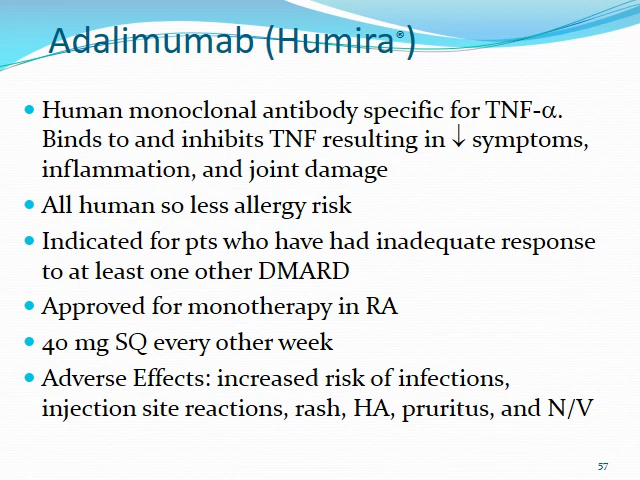 Adalimumab (Humira®)
Human monoclonal antibody specific for TNF-α.
Binds to and inhibits TNF resulting in ↓ symptoms,
inflammation, and joint damage
All human so less allergy risk
Indicated for pts who have had inadequate response
to at least one other DMARD
Approved for monotherapy in RA
40 mg SQ every other week
Adverse Effects: increased risk of infections,
injection site reactions, rash, HA, pruritus, and N/V
57